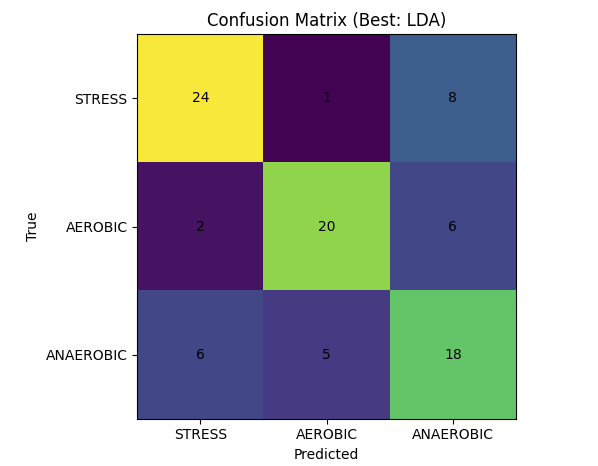 Confusion Matrix (Best: LDA)
True
STRESS 24 1 8
AEROBIC 2 20 6
ANAEROBIC 6 5 18
STRESS AEROBIC ANAEROBIC
Predicted